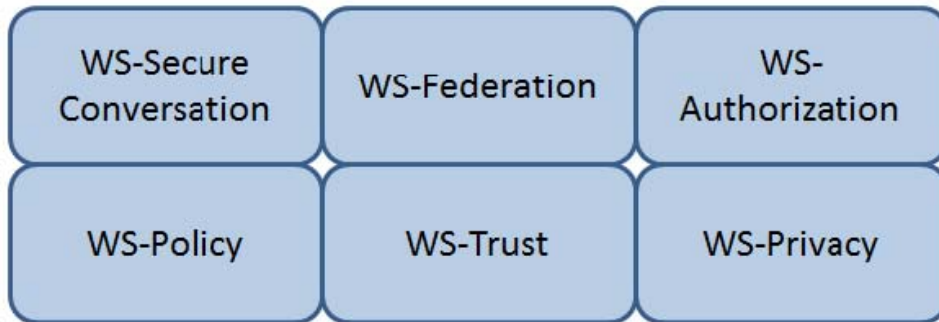 WS-Secure
Conversation
WS-Federation
WS-
Authorization
WS-Policy
WS-Trust
WS-Privacy